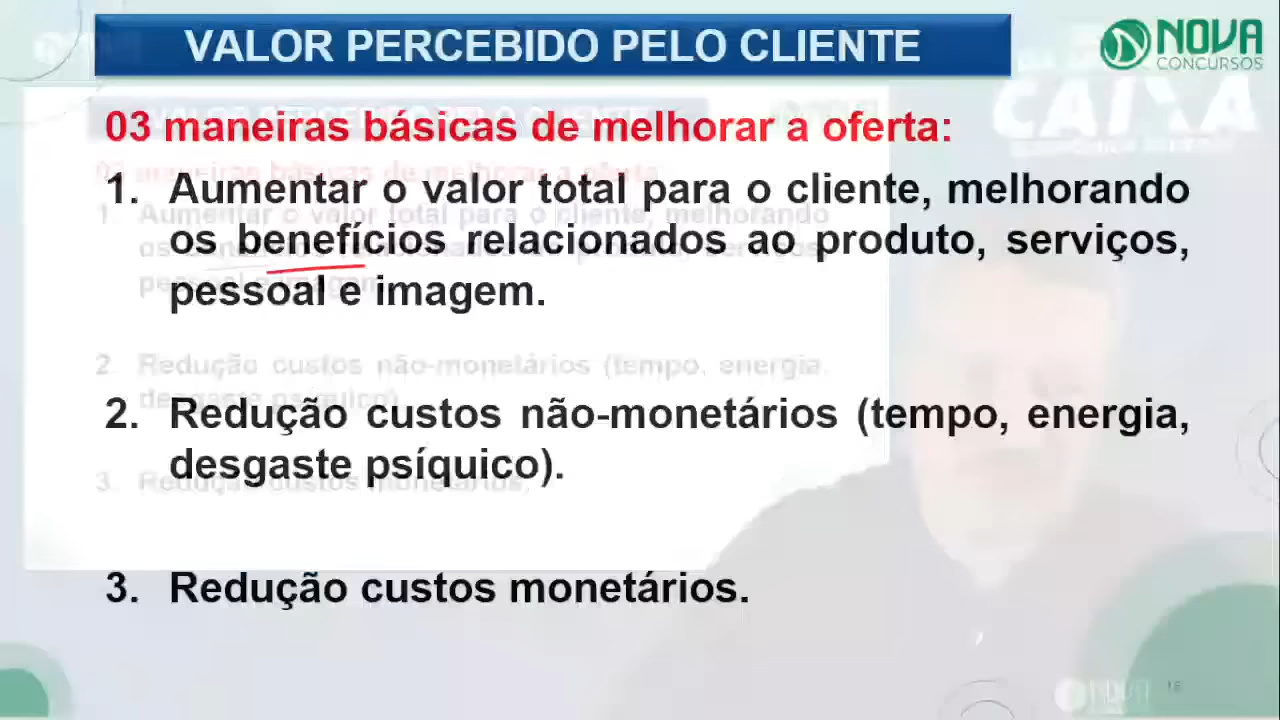 VALOR PERCEBIDO PELO CLIENTE
NOVA
CONCURSOS
CAIXA
03 maneiras básicas de melhorar a oferta:
1. Aumentar o valor total para o cliente, melhorando
os benefícios relacionados ao produto, serviços,
pessoal e imagem.
2. Redução custos não-monetários (tempo, energia,
desgaste psíquico).
3. Redução custos monetários.